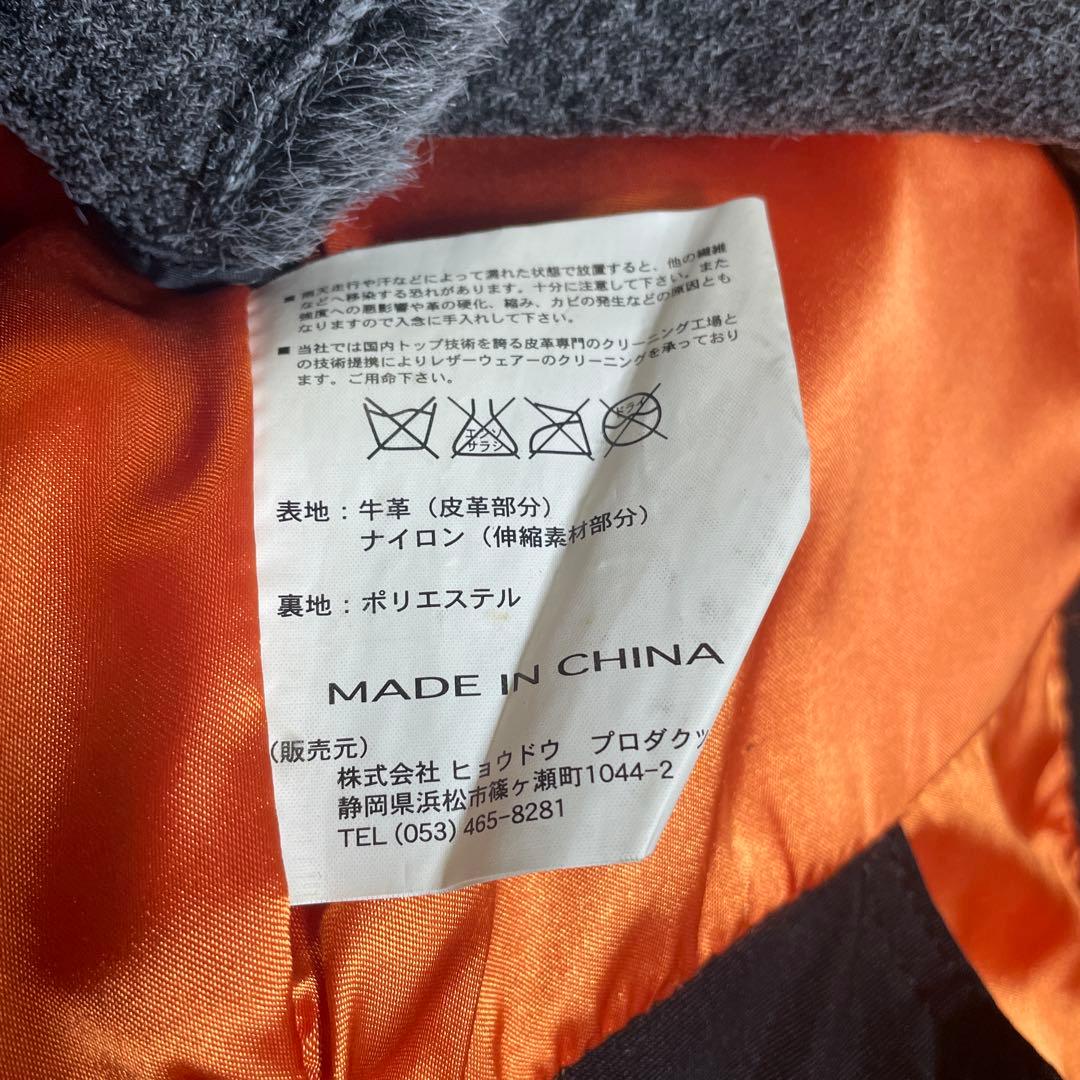 ■ 雨天走行や汗などによって濡れた状態で放置すると、他の繊維
などへ移染する恐れがあります。十分に注意して下さい。また
強度への悪影響や革の硬化、縮み、カビの発生などの原因とも
なりますので入念に手入れして下さい。
■ 当社では国内トップ技術を誇る皮革専門のクリーニング工場と
の技術提携によりレザーウェアーのクリーニングを承っており
ます。ご用命下さい。
エンソ
サラシ
ドライ
表地：牛革（皮革部分）
ナイロン（伸縮素材部分）
裏地：ポリエステル
MADE IN CHINA
（販売元）
株式会社 ヒョウドウ プロダクツ
静岡県浜松市篠ヶ瀬町1044-2
TEL (053) 465-8281